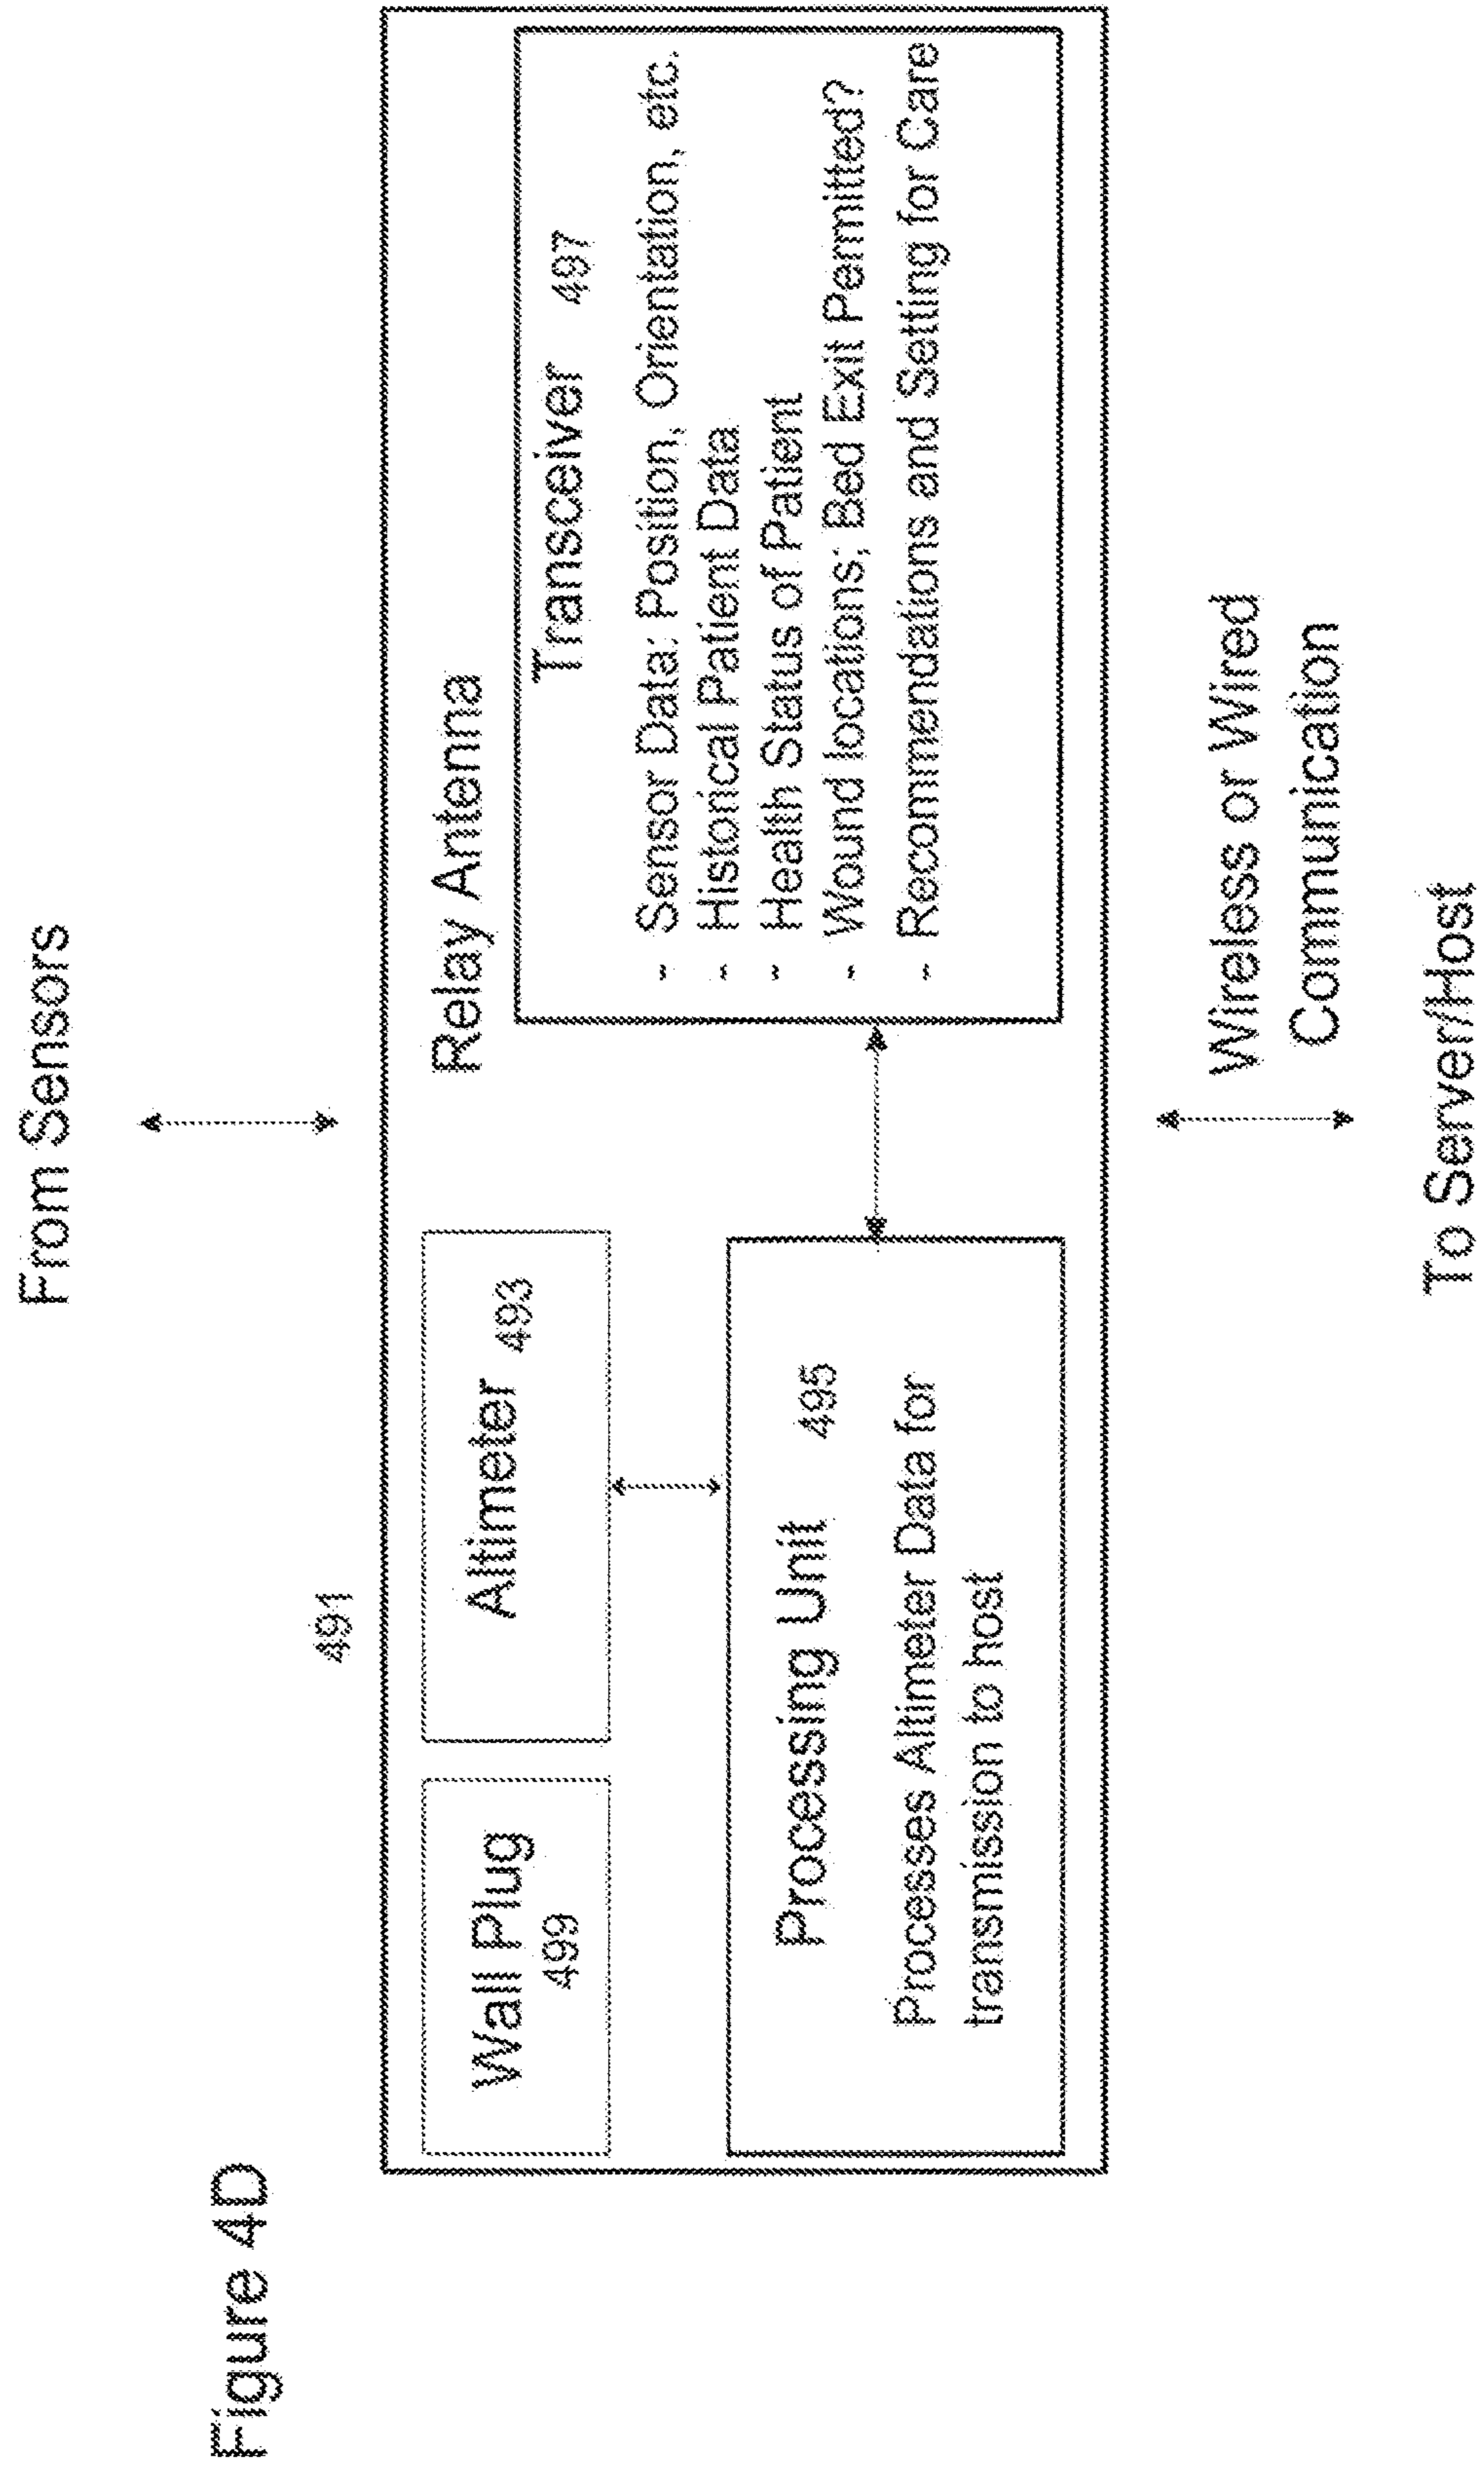 Figure 4D
From Sensors
491
Relay Antenna
Wall Plug
499
Altimeter 493
Transceiver 497
- Sensor Data: Position, Orientation, etc.
- Historical Patient Data
- Health Status of Patient
- Wound locations; Bed Exit Permitted?
- Recommendations and Setting for Care
Processing Unit 495
Processes Altimeter Data for
transmission to host
Wireless or Wired
Communication
To Server/Host